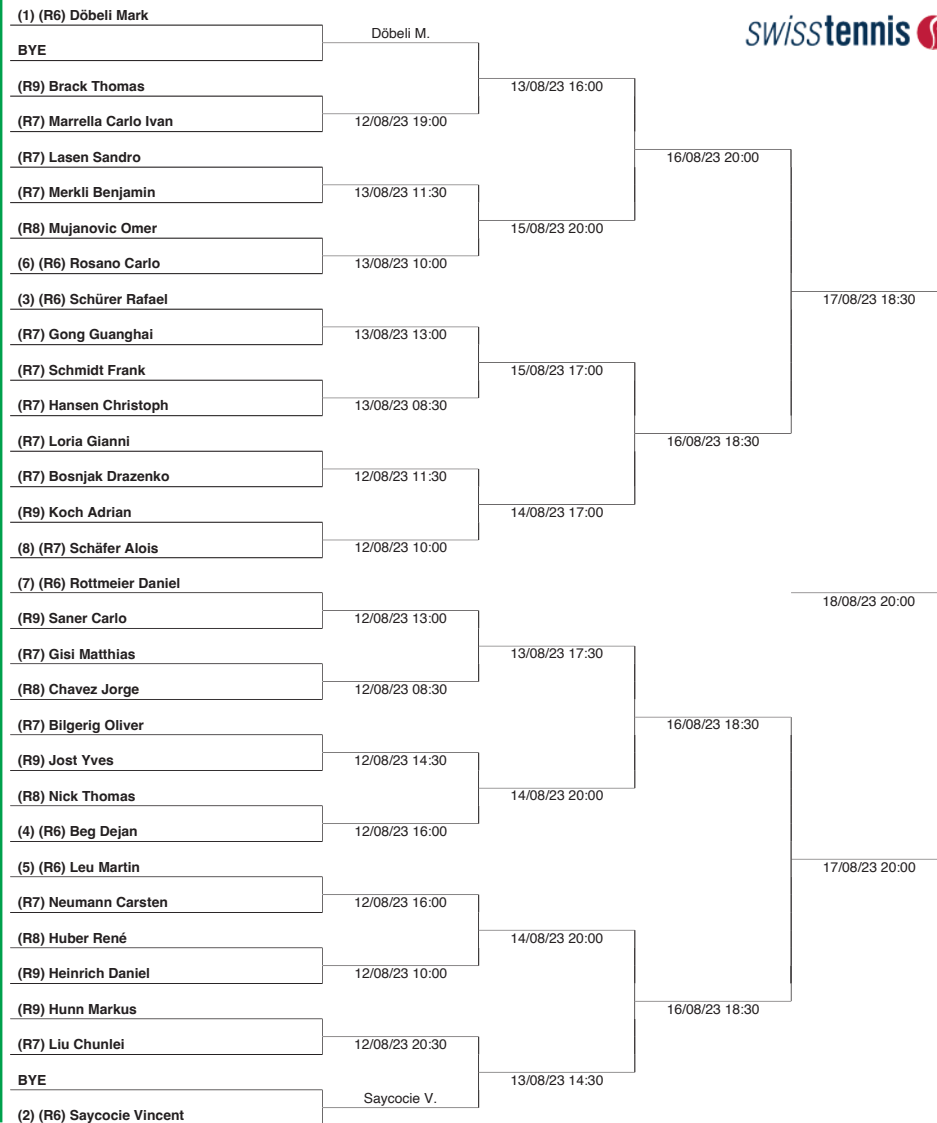 (1) (R6) Döbeli Mark
Döbeli M.
swisstennis
BYE
(R9) Brack Thomas
13/08/23 16:00
(R7) Marrella Carlo Ivan
12/08/23 19:00
(R7) Lasen Sandro
16/08/23 20:00
(R7) Merkli Benjamin
13/08/23 11:30
(R8) Mujanovic Omer
15/08/23 20:00
(6) (R6) Rosano Carlo
13/08/23 10:00
(3) (R6) Schürer Rafael
17/08/23 18:30
(R7) Gong Guanghai
13/08/23 13:00
(R7) Schmidt Frank
15/08/23 17:00
(R7) Hansen Christoph
13/08/23 08:30
(R7) Loria Gianni
16/08/23 18:30
(R7) Bosnjak Drazenko
12/08/23 11:30
(R9) Koch Adrian
14/08/23 17:00
(8) (R7) Schäfer Alois
12/08/23 10:00
(7) (R6) Rottmeier Daniel
18/08/23 20:00
(R9) Saner Carlo
12/08/23 13:00
(R7) Gisi Matthias
13/08/23 17:30
(R8) Chavez Jorge
12/08/23 08:30
(R7) Bilgerig Oliver
16/08/23 18:30
(R9) Jost Yves
12/08/23 14:30
(R8) Nick Thomas
14/08/23 20:00
(4) (R6) Beg Dejan
12/08/23 16:00
(5) (R6) Leu Martin
17/08/23 20:00
(R7) Neumann Carsten
12/08/23 16:00
(R8) Huber René
14/08/23 20:00
(R9) Heinrich Daniel
12/08/23 10:00
(R9) Hunn Markus
16/08/23 18:30
(R7) Liu Chunlei
12/08/23 20:30
BYE
13/08/23 14:30
Saycocie V.
(2) (R6) Saycocie Vincent